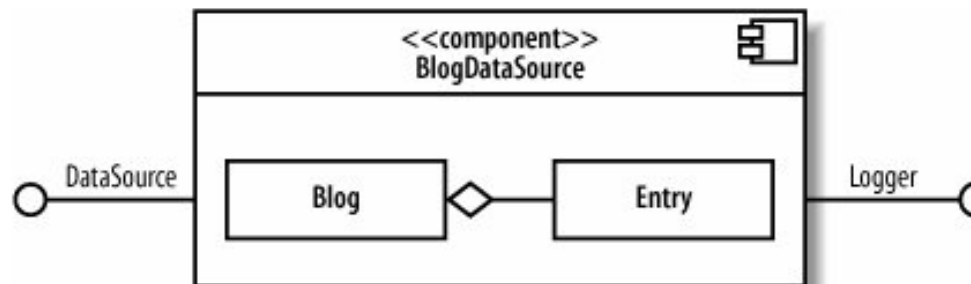 <<component>>
BlogDataSource
DataSource
Blog
Entry
Logger